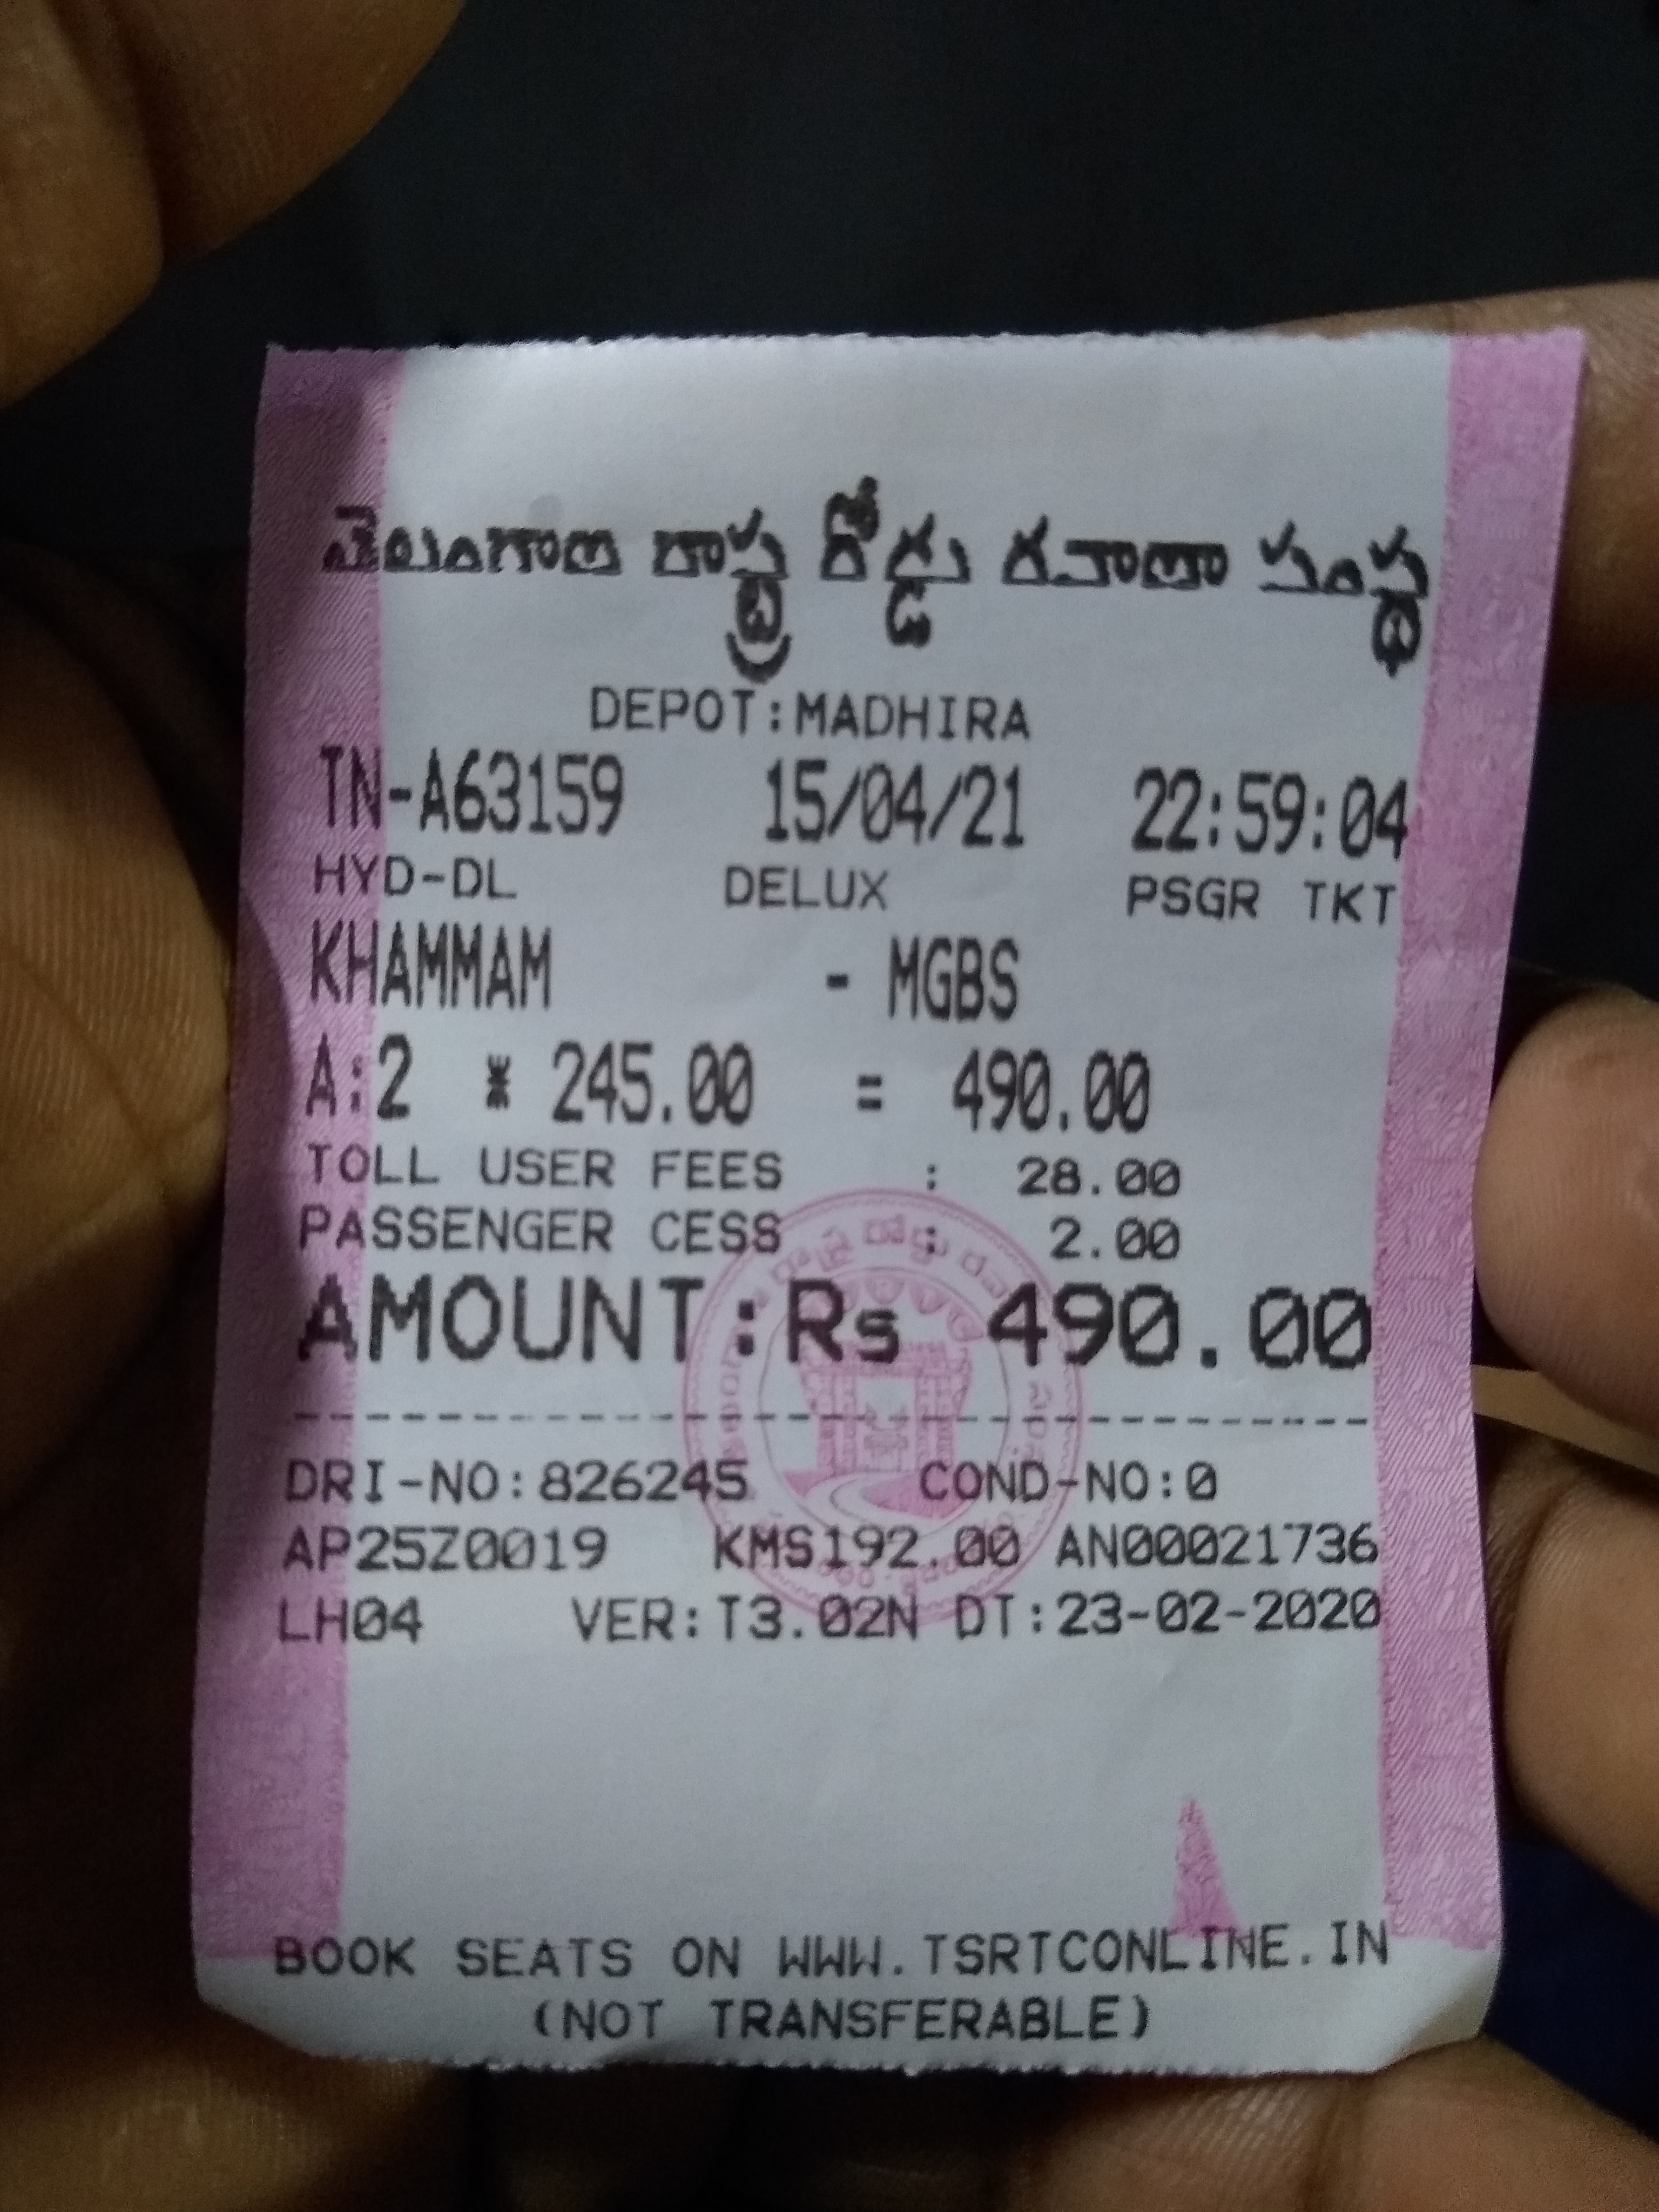 తెలంగాణ రాష్ట్ర రోడ్డు రవాణా సంస్థ
DEPOT:MADHIRA
TN-A63159 15/04/21 22:59:04
HYD-DL DELUX PSGR TKT
KHAMMAM - MGBS
A:2 * 245.00 = 490.00
TOLL USER FEES : 28.00
PASSENGER CESS : 2.00
AMOUNT:Rs 490.00
--------------------------------
DRI-NO:826245 COND-NO:0
AP25Z0019 KMS192.00 AN00021736
LH04 VER:T3.02N DT:23-02-2020
BOOK SEATS ON WWW.TSRTCONLINE.IN
(NOT TRANSFERABLE)